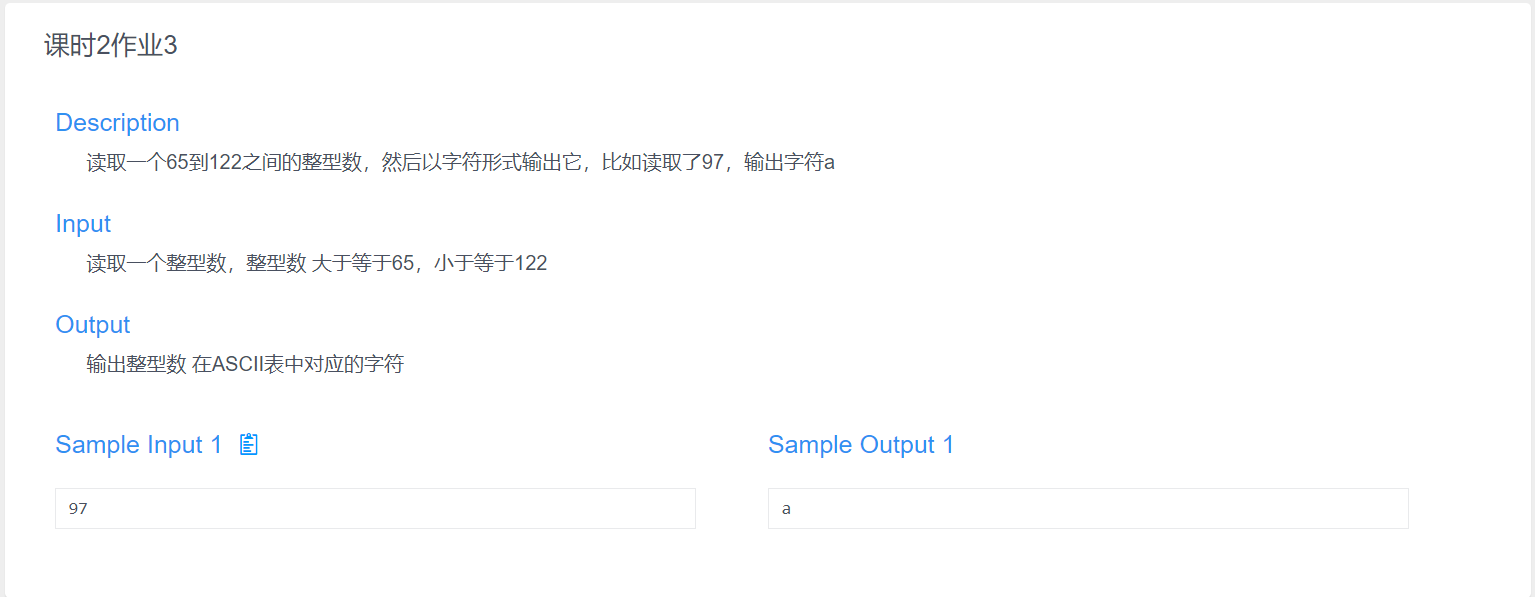 课时2作业3
Description
读取一个65到122之间的整型数，然后以字符形式输出它，比如读取了97，输出字符a
Input
读取一个整型数，整型数 大于等于65，小于等于122
Output
输出整型数 在ASCII表中对应的字符
Sample Input 1
Sample Output 1
97
a